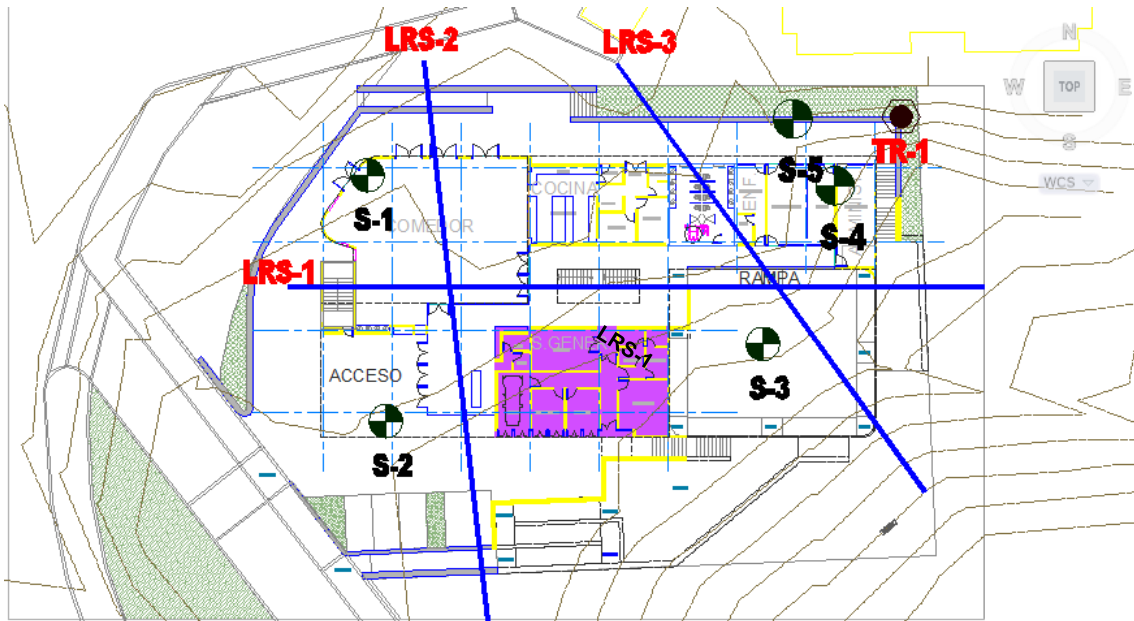 LRS-2
LRS-3
N
W
TOP
E
S
WCS
TR-1
S-5
COCINA
S-1
COMEDOR
S-4
LRS-1
RAMPA
S.GENE
LRS-1
ACCESO
S-3
S-2